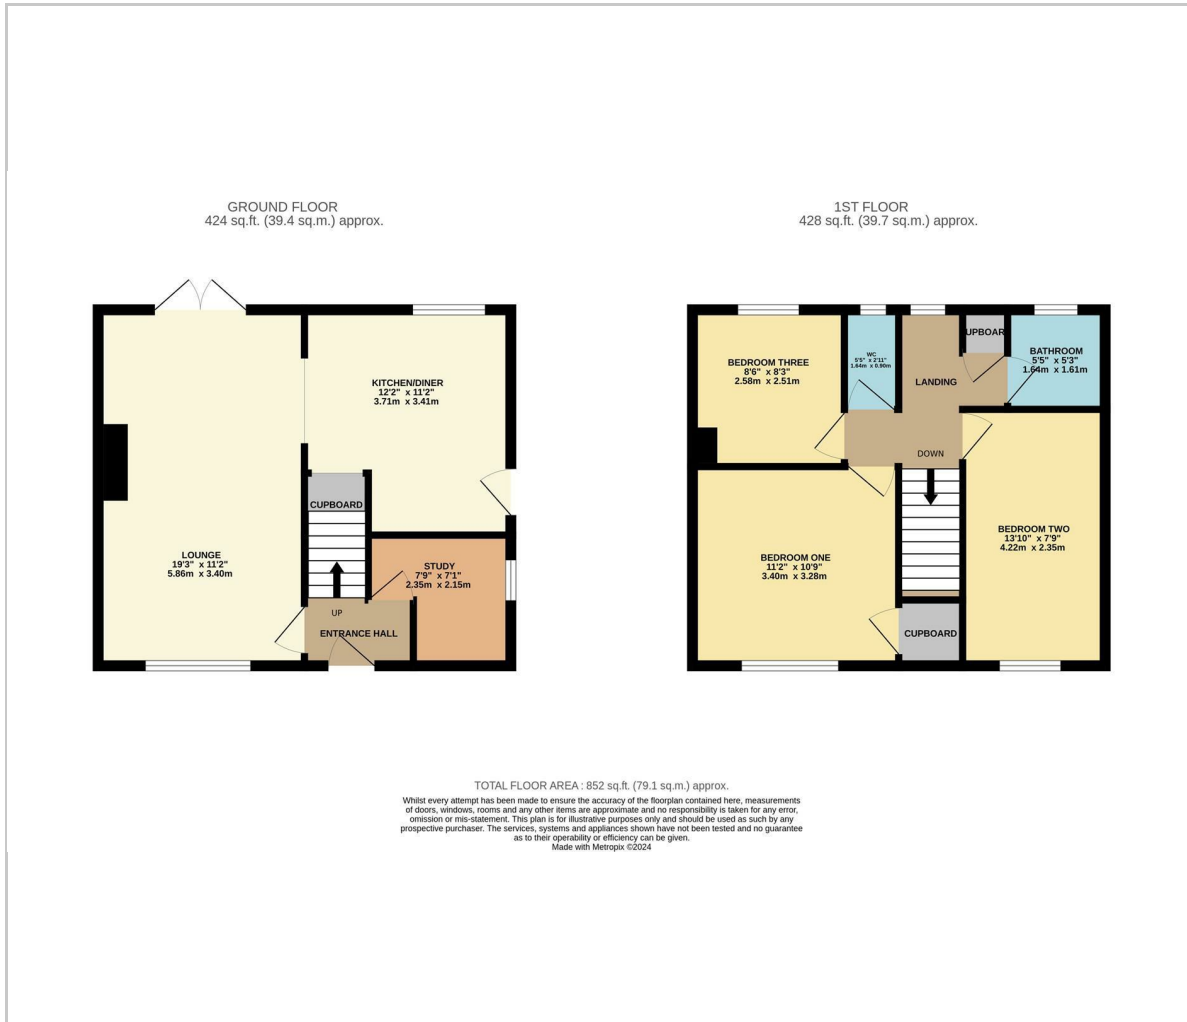 GROUND FLOOR
424 sq.ft. (39.4 sq.m.) approx.
1ST FLOOR
428 sq.ft. (39.7 sq.m.) approx.
KITCHEN/DINER
12'2" x 11'2"
3.71m x 3.41m
CUPBOARD
LOUNGE
19'3" x 11'2"
5.86m x 3.40m
STUDY
7'9" x 7'1"
2.35m x 2.15m
UP
ENTRANCE HALL
BEDROOM THREE
8'6" x 8'3"
2.58m x 2.51m
WC
5'5" x 2'11"
1.64m x 0.90m
LANDING
UPBOAR
BATHROOM
5'5" x 5'3"
1.64m x 1.61m
DOWN
BEDROOM ONE
11'2" x 10'9"
3.40m x 3.28m
BEDROOM TWO
13'10" x 7'9"
4.22m x 2.35m
CUPBOARD
TOTAL FLOOR AREA : 852 sq.ft. (79.1 sq.m.) approx.
Whilst every attempt has been made to ensure the accuracy of the floorplan contained here, measurements
of doors, windows, rooms and any other items are approximate and no responsibility is taken for any error,
omission or mis-statement. This plan is for illustrative purposes only and should be used as such by any
prospective purchaser. The services, systems and appliances shown have not been tested and no guarantee
as to their operability or efficiency can be given.
Made with Metropix ©2024